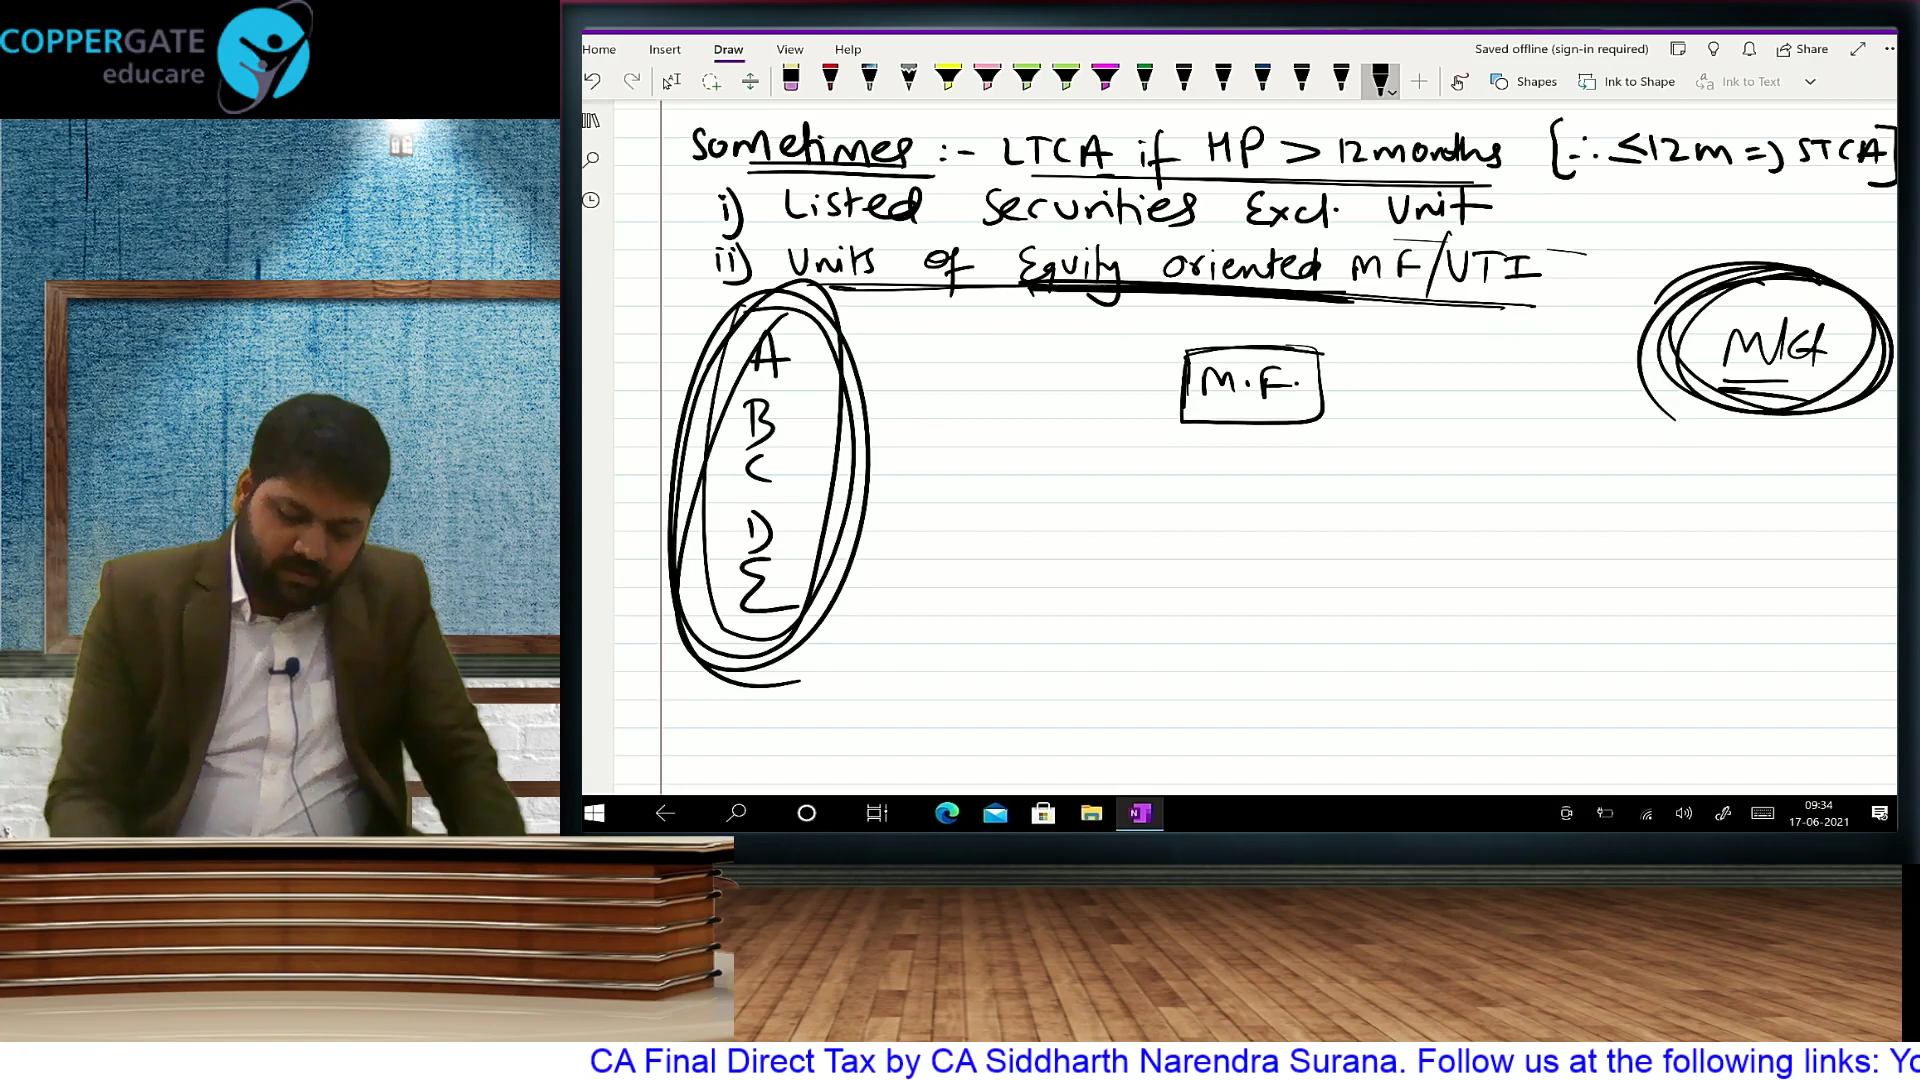 COPPERGATE
educare
Home Insert Draw View Help
Saved offline (sign-in required) Share
Shapes Ink to Shape Ink to Text
Sometimes :- LTCA if HP > 12 months [∴ ≤12m => STCA]
i) Listed Securities Excl. Unit
ii) Units of Equity oriented MF/UTI
A
B
C
D
E
M.F.
09:34
17-06-2021
CA Final Direct Tax by CA Siddharth Narendra Surana. Follow us at the following links: Yo